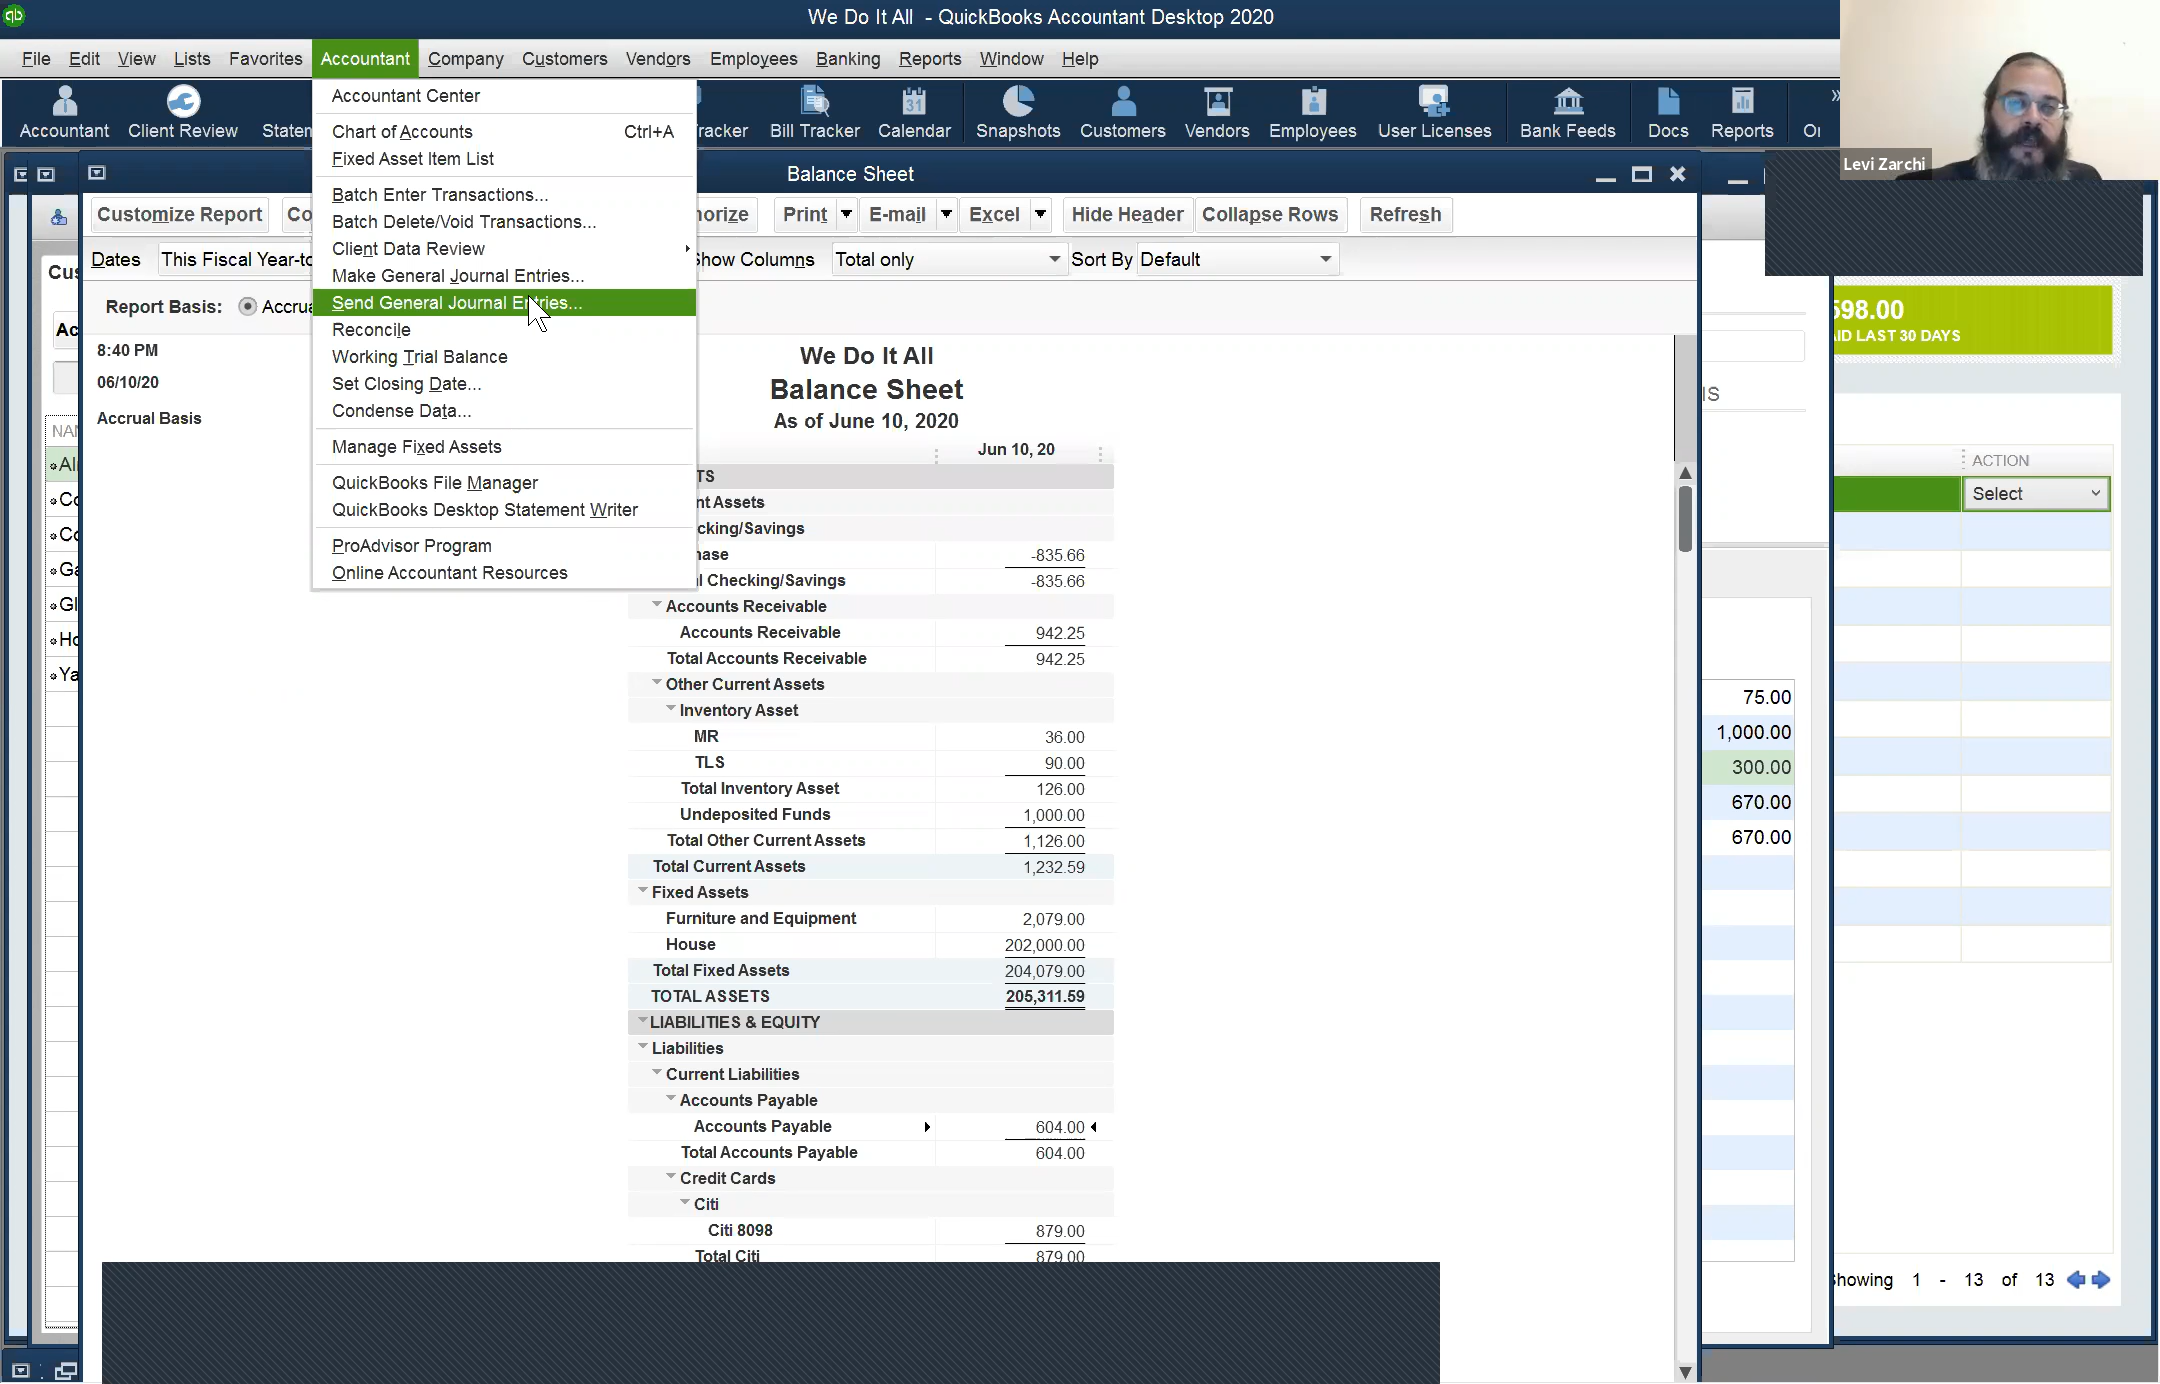 qb
We Do It All - QuickBooks Accountant Desktop 2020
File Edit View Lists Favorites Accountant Company Customers Vendors Employees Banking Reports Window Help
Accountant Client Review Bill Tracker Calendar Snapshots Customers Vendors Employees User Licenses Bank Feeds Docs Reports
31
Levi Zarchi
Accountant Center
Chart of Accounts Ctrl+A
Fixed Asset Item List
Batch Enter Transactions...
Batch Delete/Void Transactions...
Client Data Review
Make General Journal Entries...
Send General Journal Entries...
Reconcile
Working Trial Balance
Set Closing Date...
Condense Data...
Manage Fixed Assets
QuickBooks File Manager
QuickBooks Desktop Statement Writer
ProAdvisor Program
Online Accountant Resources
Balance Sheet
Customize Report Print E-mail Excel Hide Header Collapse Rows Refresh
Dates This Fiscal Year-to Show Columns Total only Sort By Default
Report Basis: Accrua
8:40 PM
06/10/20
Accrual Basis
We Do It All
Balance Sheet
As of June 10, 2020
Jun 10, 20
-835.66
Checking/Savings -835.66
Accounts Receivable
Accounts Receivable 942.25
Total Accounts Receivable 942.25
Other Current Assets
Inventory Asset
MR 36.00
TLS 90.00
Total Inventory Asset 126.00
Undeposited Funds 1,000.00
Total Other Current Assets 1,126.00
Total Current Assets 1,232.59
Fixed Assets
Furniture and Equipment 2,079.00
House 202,000.00
Total Fixed Assets 204,079.00
TOTAL ASSETS 205,311.59
LIABILITIES & EQUITY
Liabilities
Current Liabilities
Accounts Payable
Accounts Payable 604.00
Total Accounts Payable 604.00
Credit Cards
Citi
Citi 8098 879.00
Total Citi 879.00
75.00
1,000.00
300.00
670.00
670.00
598.00
LAST 30 DAYS
ACTION
Select
Showing 1 - 13 of 13